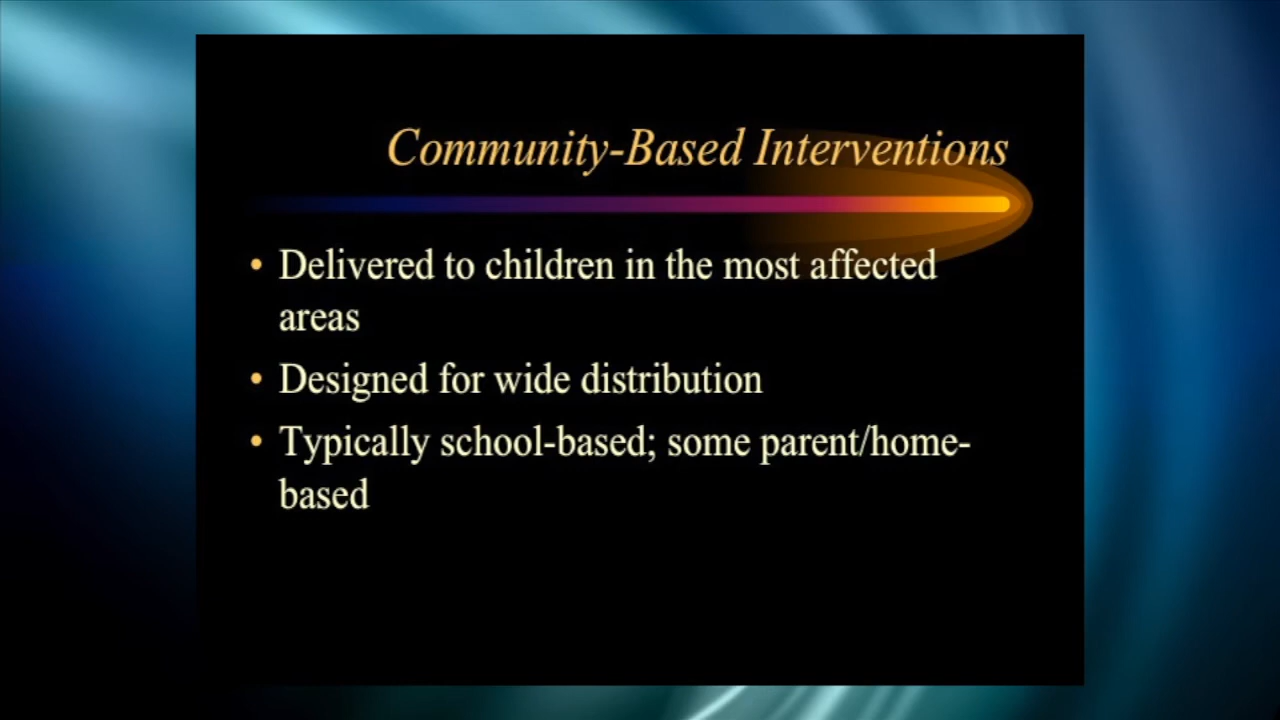 Community-Based Interventions
• Delivered to children in the most affected
areas
• Designed for wide distribution
• Typically school-based; some parent/home-
based